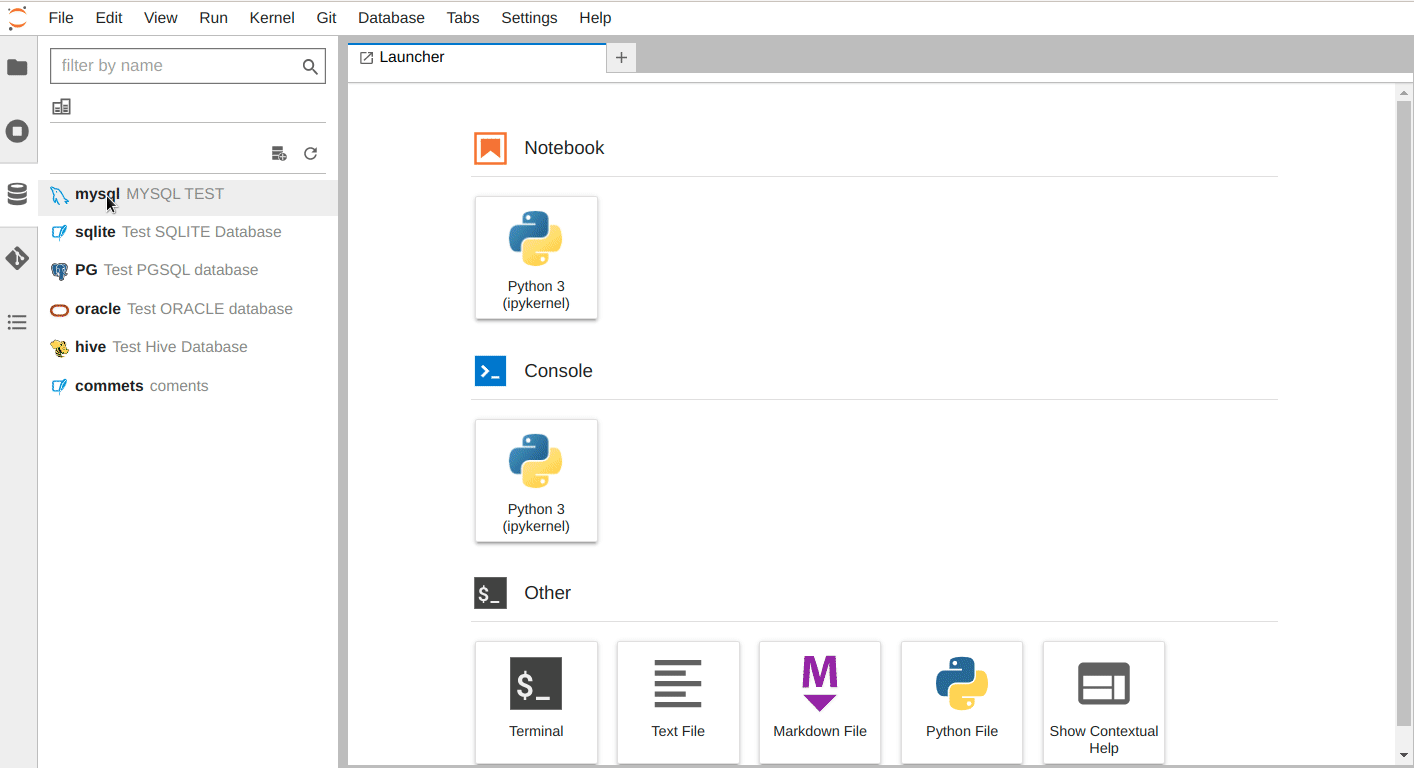 File Edit View Run Kernel Git Database Tabs Settings Help
filter by name
mysql MYSQL TEST
sqlite Test SQLITE Database
PG Test PGSQL database
oracle Test ORACLE database
hive Test Hive Database
commets coments
Launcher
Notebook
Python 3
(ipykernel)
Console
Python 3
(ipykernel)
$_ Other
$_
Terminal
Text File
M
Markdown File
Python File
Show Contextual
Help